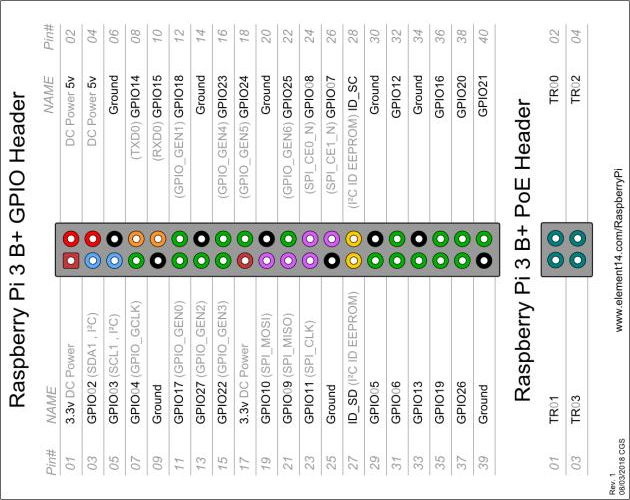 Raspberry Pi 3 B+ GPIO Header
Pin# NAME NAME Pin#
01 3.3v DC Power DC Power 5v 02
03 GPIO02 (SDA1 , I²C) DC Power 5v 04
05 GPIO03 (SCL1 , I²C) Ground 06
07 GPIO04 (GPIO_GCLK) (TXD0) GPIO14 08
09 Ground (RXD0) GPIO15 10
11 GPIO17 (GPIO_GEN0) (GPIO_GEN1) GPIO18 12
13 GPIO27 (GPIO_GEN2) Ground 14
15 GPIO22 (GPIO_GEN3) (GPIO_GEN4) GPIO23 16
17 3.3v DC Power (GPIO_GEN5) GPIO24 18
19 GPIO10 (SPI_MOSI) Ground 20
21 GPIO09 (SPI_MISO) (GPIO_GEN6) GPIO25 22
23 GPIO11 (SPI_CLK) (SPI_CE0_N) GPIO08 24
25 Ground (SPI_CE1_N) GPIO07 26
27 ID_SD (I²C ID EEPROM) (I²C ID EEPROM) ID_SC 28
29 GPIO05 Ground 30
31 GPIO06 GPIO12 32
33 GPIO13 Ground 34
35 GPIO19 GPIO16 36
37 GPIO26 GPIO20 38
39 Ground GPIO21 40
Raspberry Pi 3 B+ PoE Header
01 TR01 TR00 02
03 TR03 TR02 04
Rev. 1
08/03/2018 CGS
www.element14.com/RaspberryPi